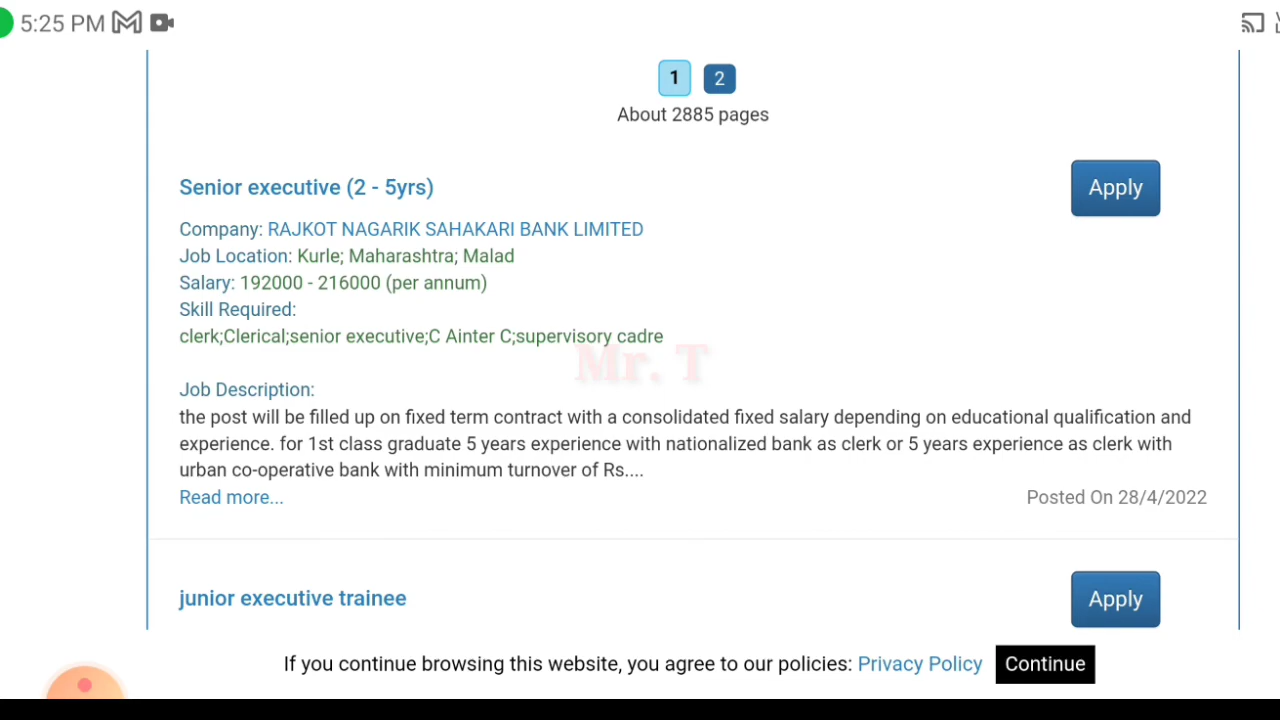 5:25 PM
1 2
About 2885 pages
Senior executive (2 - 5yrs)
Apply
Company: RAJKOT NAGARIK SAHAKARI BANK LIMITED
Job Location: Kurle; Maharashtra; Malad
Salary: 192000 - 216000 (per annum)
Skill Required:
clerk;Clerical;senior executive;C Ainter C;supervisory cadre
Mr. T
Job Description:
the post will be filled up on fixed term contract with a consolidated fixed salary depending on educational qualification and
experience. for 1st class graduate 5 years experience with nationalized bank as clerk or 5 years experience as clerk with
urban co-operative bank with minimum turnover of Rs....
Read more...
Posted On 28/4/2022
junior executive trainee
Apply
If you continue browsing this website, you agree to our policies: Privacy Policy Continue